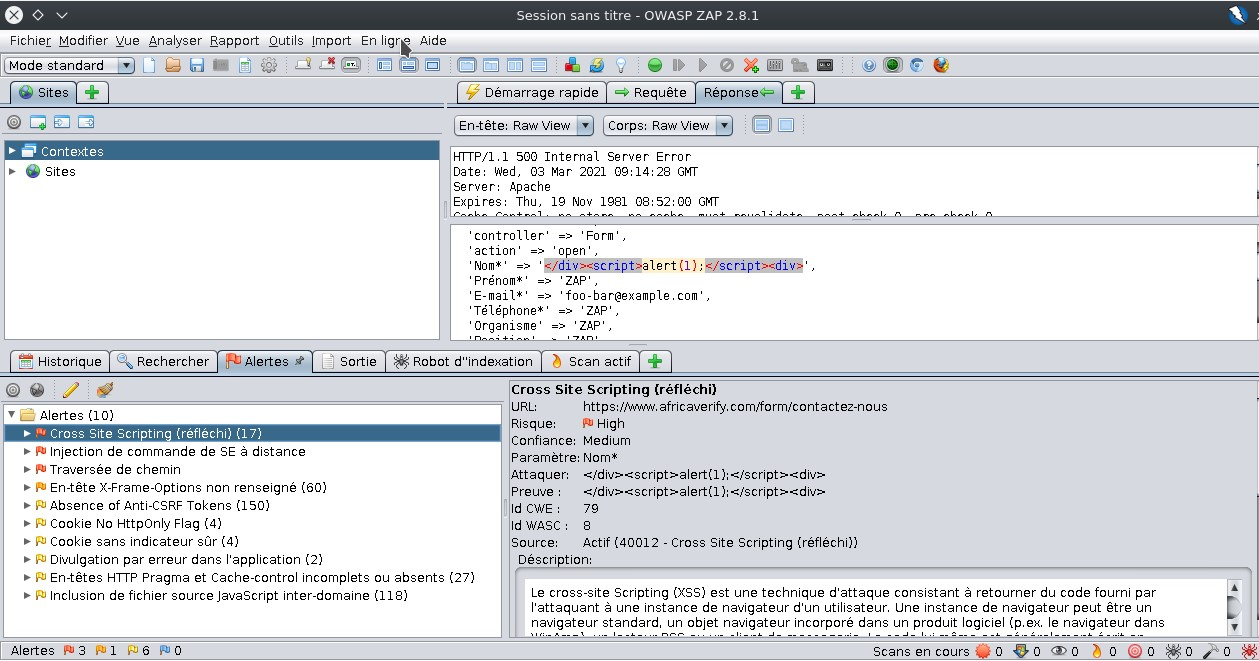 Session sans titre - OWASP ZAP 2.8.1
Fichier Modifier Vue Analyser Rapport Outils Import En ligne Aide
Mode standard
Sites
Démarrage rapide Requête Réponse
En-tête: Raw View Corps: Raw View
Contextes
Sites
HTTP/1.1 500 Internal Server Error
Date: Wed, 03 Mar 2021 09:14:28 GMT
Server: Apache
Expires: Thu, 19 Nov 1981 08:52:00 GMT
'controller' => 'Form',
'action' => 'open',
'Nom*' => '</div><script>alert(1);</script><div>',
'Prénom*' => 'ZAP',
'E-mail*' => 'foo-bar@example.com',
'Téléphone*' => 'ZAP',
'Organisme' => 'ZAP',
Historique Rechercher Alertes Sortie Robot d''indexation Scan actif
Alertes (10)
Cross Site Scripting (réfléchi) (17)
Injection de commande de SE à distance
Traversée de chemin
En-tête X-Frame-Options non renseigné (60)
Absence of Anti-CSRF Tokens (150)
Cookie No HttpOnly Flag (4)
Cookie sans indicateur sûr (4)
Divulgation par erreur dans l'application (2)
En-têtes HTTP Pragma et Cache-control incomplets ou absents (27)
Inclusion de fichier source JavaScript inter-domaine (118)
Cross Site Scripting (réfléchi)
URL: https://www.africaverify.com/form/contactez-nous
Risque: High
Confiance: Medium
Paramètre: Nom*
Attaquer: </div><script>alert(1);</script><div>
Preuve : </div><script>alert(1);</script><div>
Id CWE : 79
Id WASC : 8
Source: Actif (40012 - Cross Site Scripting (réfléchi))
Déscription:
Le cross-site Scripting (XSS) est une technique d'attaque consistant à retourner du code fourni par
l'attaquant à une instance de navigateur d'un utilisateur. Une instance de navigateur peut être un
navigateur standard, un objet navigateur incorporé dans un produit logiciel (p.ex. le navigateur dans
Alertes 3 1 6 0 Scans en cours 0 0 0 0 0 0 0